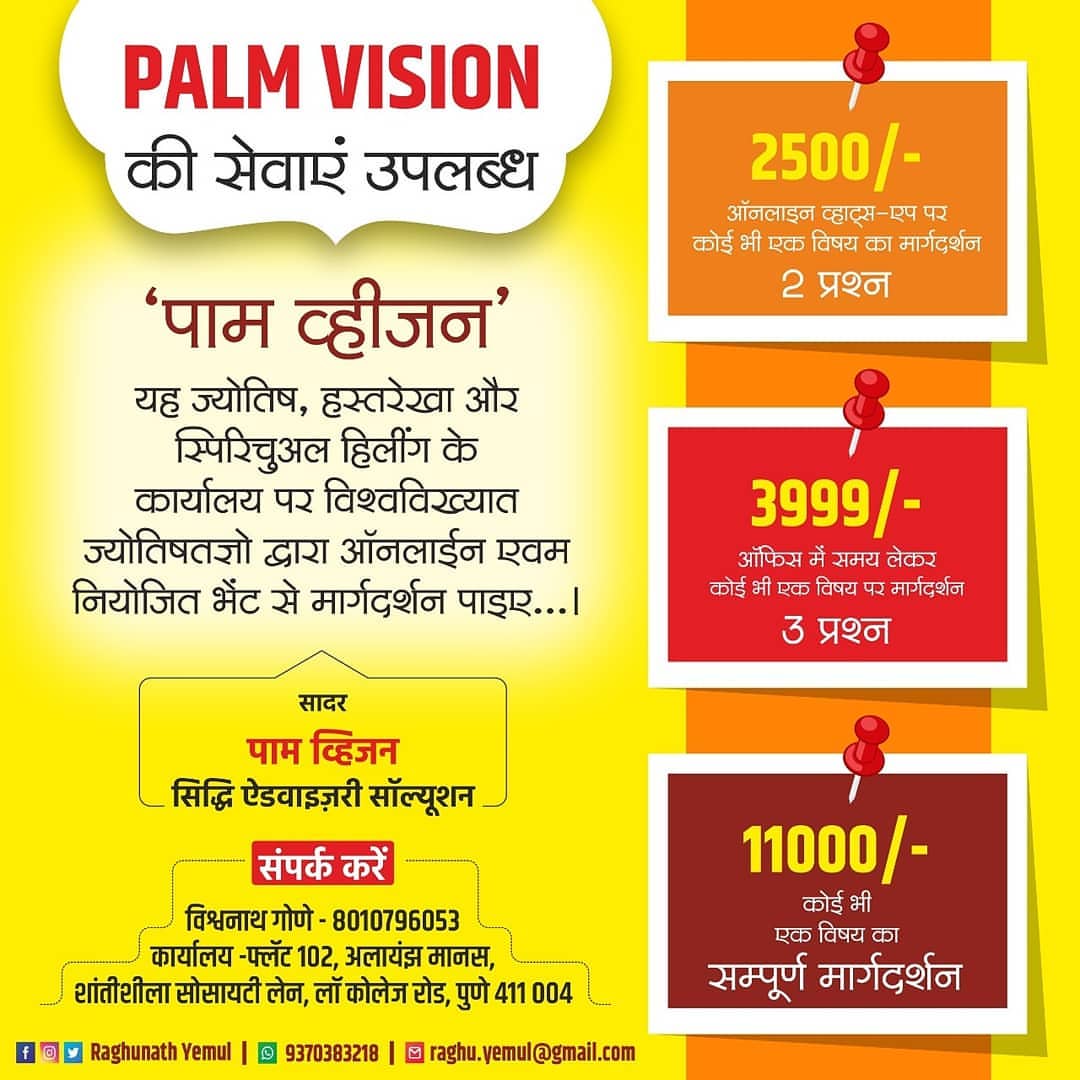 PALM VISION
की सेवाएं उपलब्ध
‘पाम व्हीजन’
यह ज्योतिष, हस्तरेखा और
स्पिरिचुअल हिलींग के
कार्यालय पर विश्वविख्यात
ज्योतिषतज्ञो द्वारा ऑनलाईन एवम
नियोजित भेंट से मार्गदर्शन पाइए...।
सादर
पाम व्हिजन
सिद्धि ऐडवाइज़री सॉल्यूशन
संपर्क करें
विश्वनाथ गोणे - 8010796053
कार्यालय -फ्लॅट 102, अलायंझ मानस,
शांतीशीला सोसायटी लेन, लॉ कोलेज रोड, पुणे 411 004
Raghunath Yemul | 9370383218 | raghu.yemul@gmail.com
2500/-
ऑनलाइन व्हाट्स-एप पर
कोई भी एक विषय का मार्गदर्शन
2 प्रश्न
3999/-
ऑफिस में समय लेकर
कोई भी एक विषय पर मार्गदर्शन
3 प्रश्न
11000/-
कोई भी
एक विषय का
सम्पूर्ण मार्गदर्शन